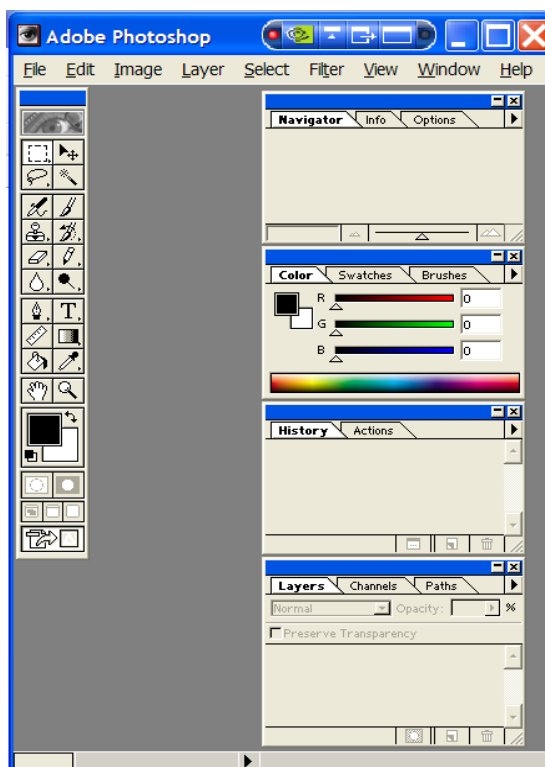 Adobe Photoshop
File Edit Image Layer Select Filter View Window Help
Navigator Info Options
Color Swatches Brushes
R 0
G 0
B 0
T
History Actions
Layers Channels Paths
Normal Opacity: %
Preserve Transparency